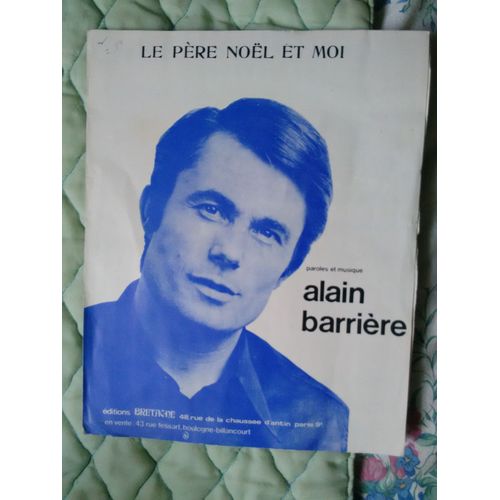 LE PÈRE NOËL ET MOI
paroles et musique
alain
barrière
éditions BRETAGNE 48, rue de la chaussée d'antin paris 9e
en vente : 43 rue fessart, boulogne-billancourt